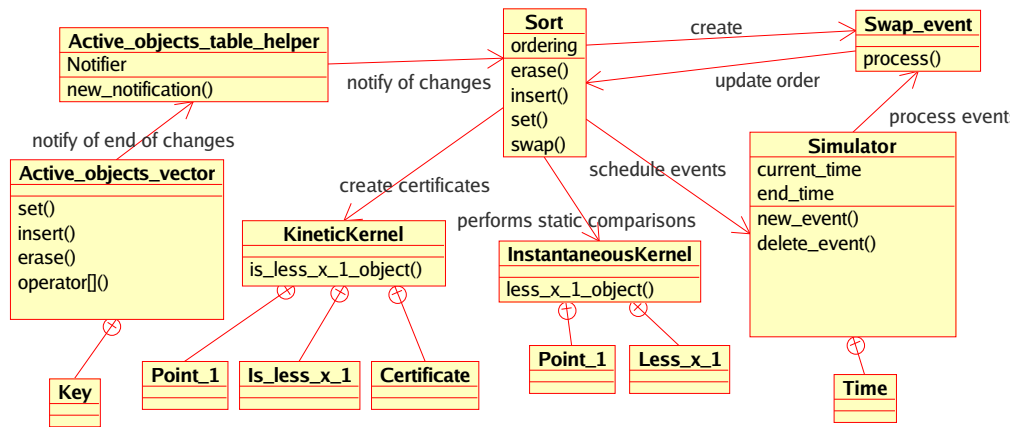 Active_objects_table_helper
Notifier
new_notification()
notify of changes
Sort
ordering
erase()
insert()
set()
swap()
create
update order
Swap_event
process()
process events
notify of end of changes
Active_objects_vector
set()
insert()
erase()
operator[]()
create certificates
schedule events
performs static comparisons
Simulator
current_time
end_time
new_event()
delete_event()
KineticKernel
is_less_x_1_object()
InstantaneousKernel
less_x_1_object()
Key
Point_1
Is_less_x_1
Certificate
Point_1
Less_x_1
Time